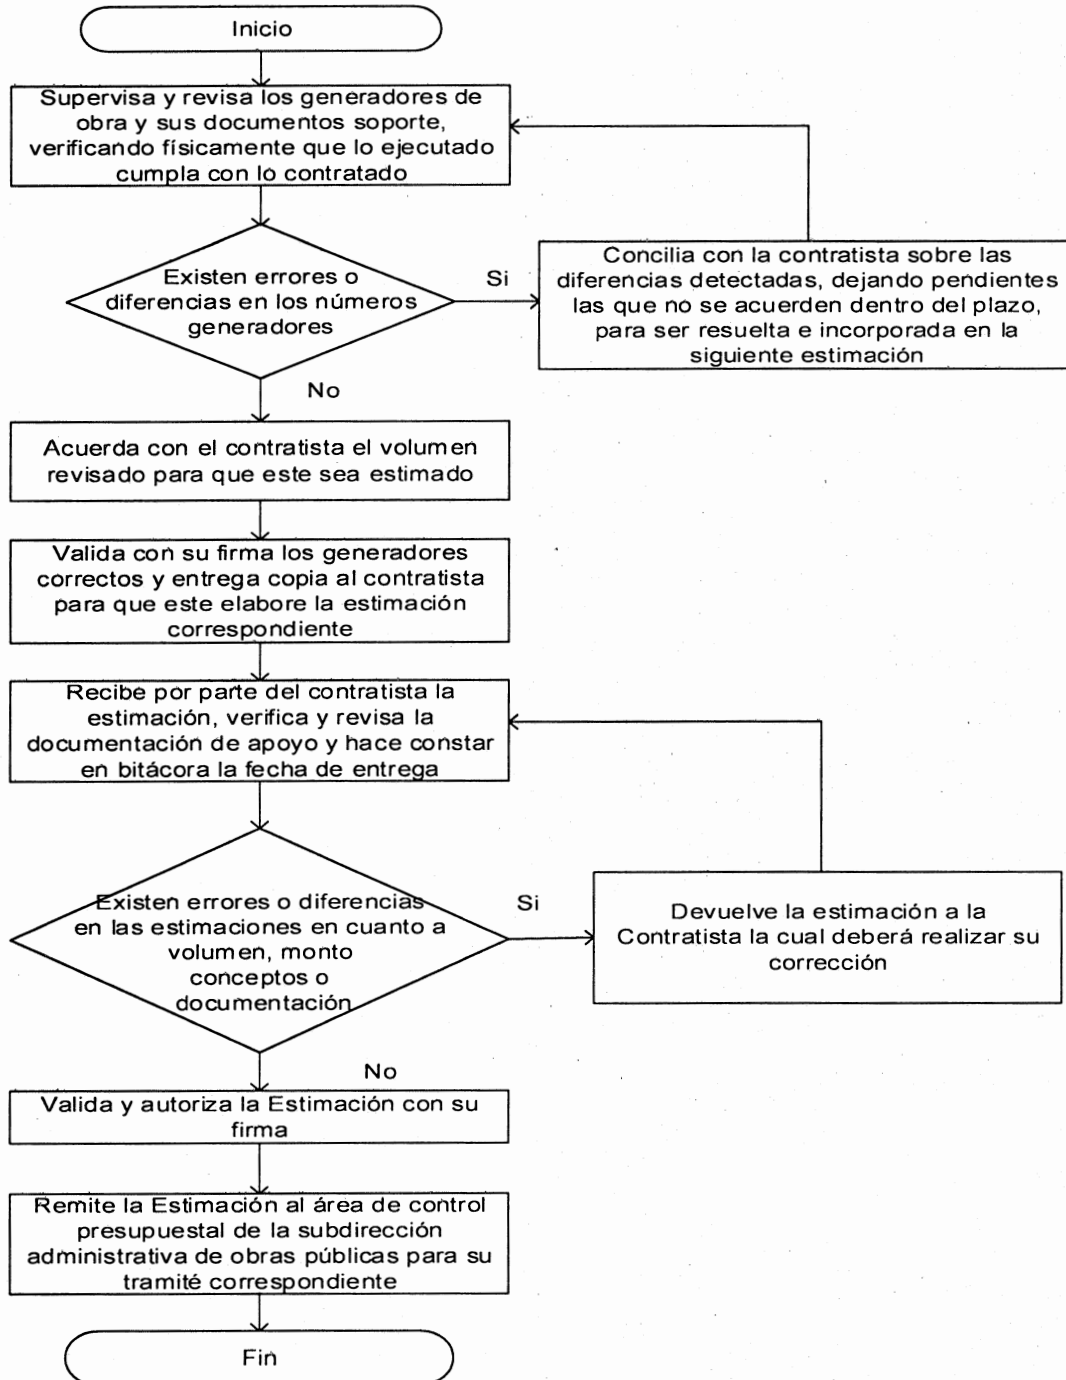 Inicio
Supervisa y revisa los generadores de
obra y sus documentos soporte,
verificando físicamente que lo ejecutado
cumpla con lo contratado
Existen errores o
diferencias en los números
generadores
Si
Concilia con la contratista sobre las
diferencias detectadas, dejando pendientes
las que no se acuerden dentro del plazo,
para ser resuelta e incorporada en la
siguiente estimación
No
Acuerda con el contratista el volumen
revisado para que este sea estimado
Valida con su firma los generadores
correctos y entrega copia al contratista
para que este elabore la estimación
correspondiente
Recibe por parte del contratista la
estimación, verifica y revisa la
documentación de apoyo y hace constar
en bitácora la fecha de entrega
Existen errores o diferencias
en las estimaciones en cuanto a
volumen, monto
conceptos o
documentación
Si
Devuelve la estimación a la
Contratista la cual deberá realizar su
corrección
No
Valida y autoriza la Estimación con su
firma
Remite la Estimación al área de control
presupuestal de la subdirección
administrativa de obras públicas para su
tramité correspondiente
Fin